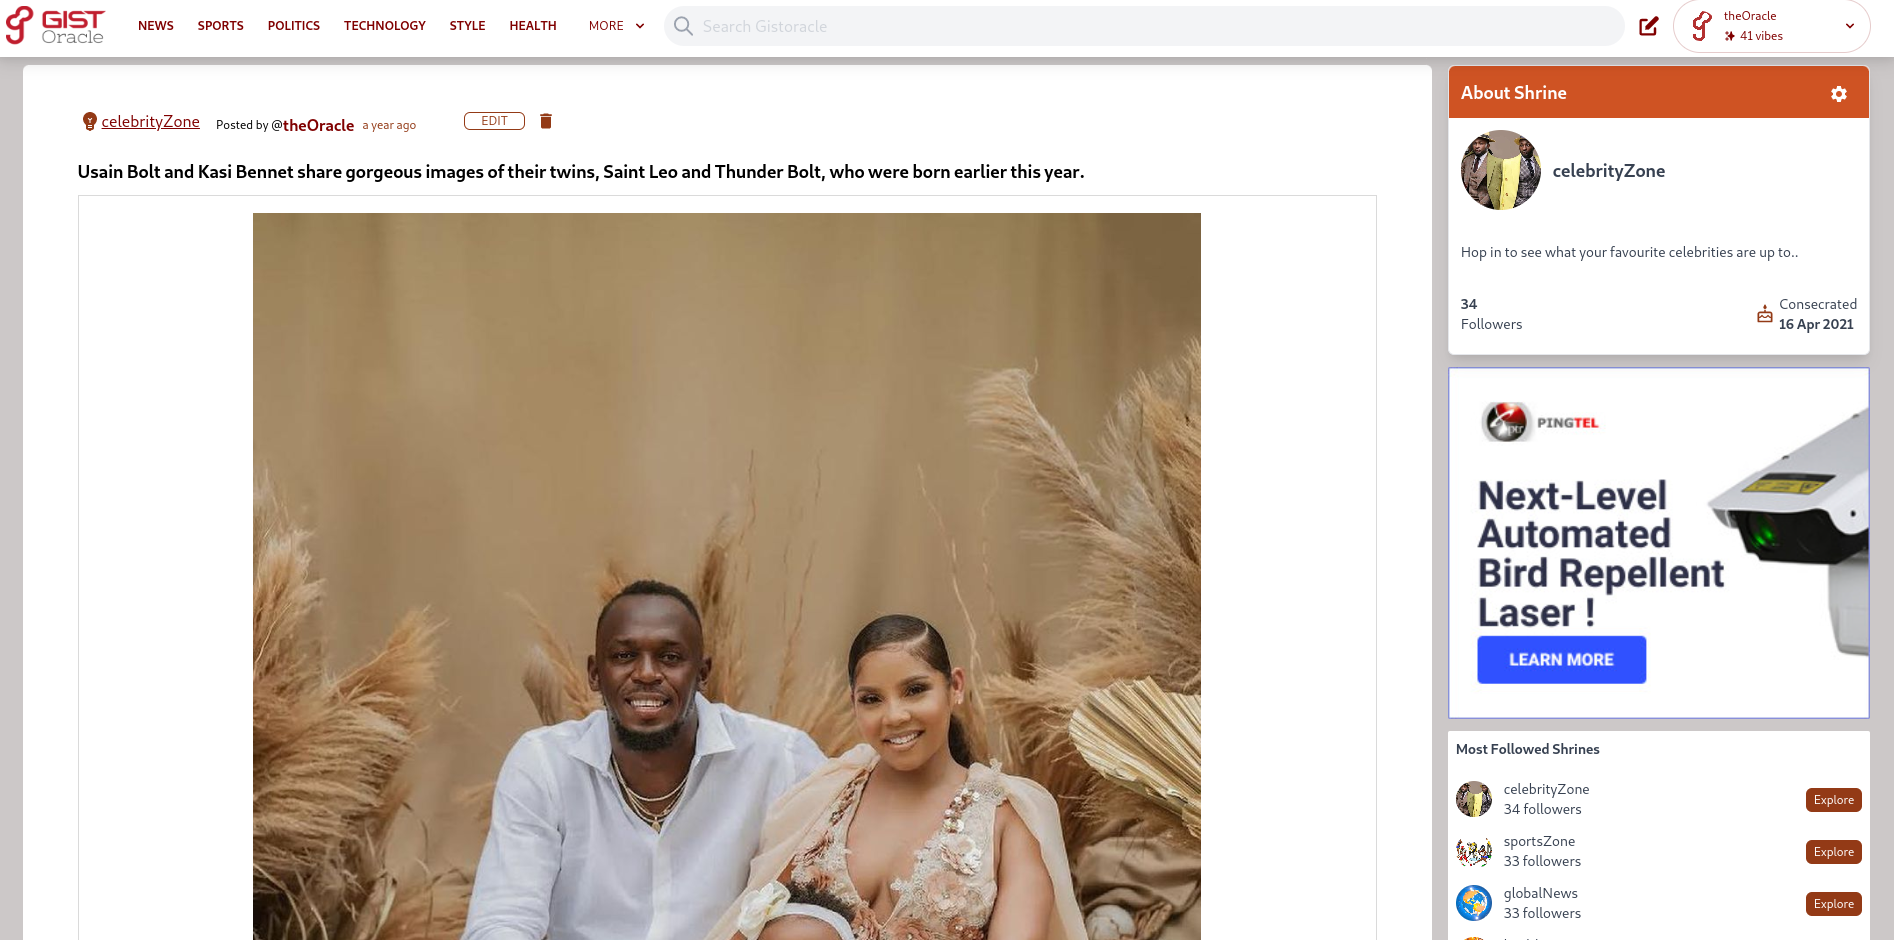 GIST
Oracle
NEWS
SPORTS
POLITICS
TECHNOLOGY
STYLE
HEALTH
MORE
Search Gistoracle
theOracle
41 vibes
celebrityZone
Posted by @theOracle a year ago
EDIT
Usain Bolt and Kasi Bennet share gorgeous images of their twins, Saint Leo and Thunder Bolt, who were born earlier this year.
About Shrine
celebrityZone
Hop in to see what your favourite celebrities are up to..
34
Followers
Consecrated
16 Apr 2021
PINGTEL
Next-Level
Automated
Bird Repellent
Laser !
LEARN MORE
Most Followed Shrines
celebrityZone
34 followers
Explore
sportsZone
33 followers
Explore
globalNews
33 followers
Explore